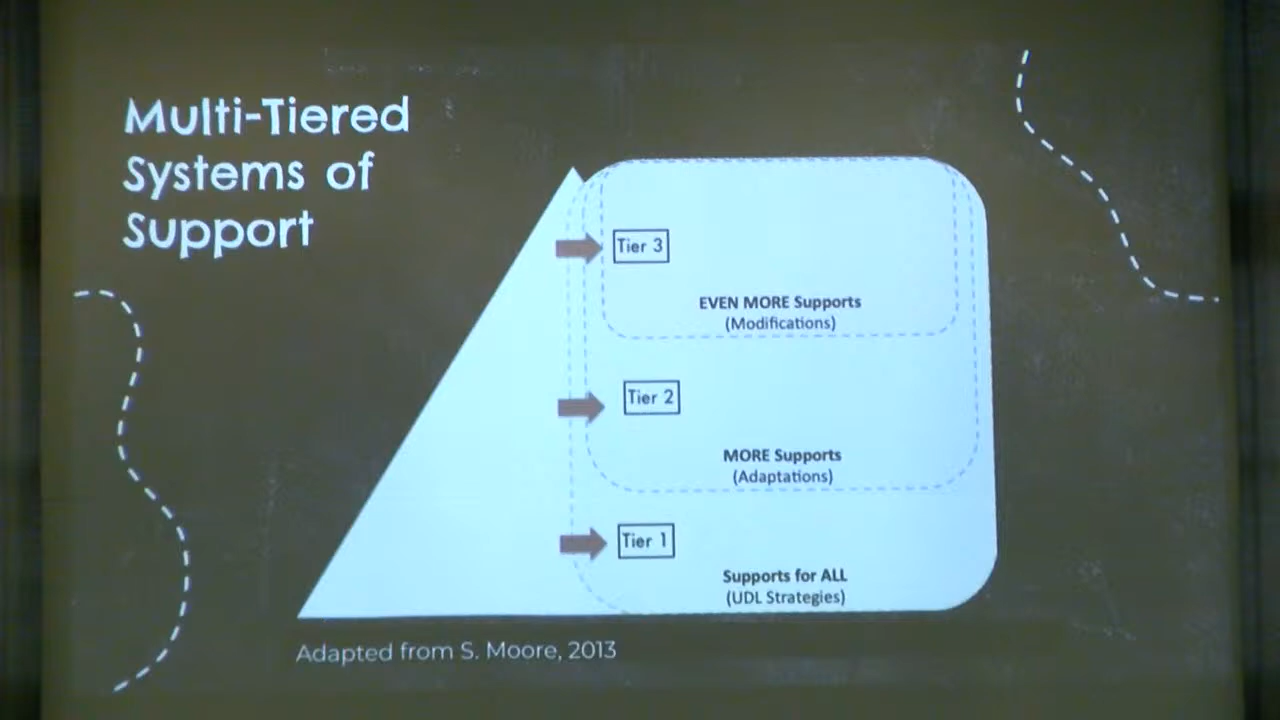 Multi-Tiered
Systems of
Support
Tier 3
EVEN MORE Supports
(Modifications)
Tier 2
MORE Supports
(Adaptations)
Tier 1
Supports for ALL
(UDL Strategies)
Adapted from S. Moore, 2013